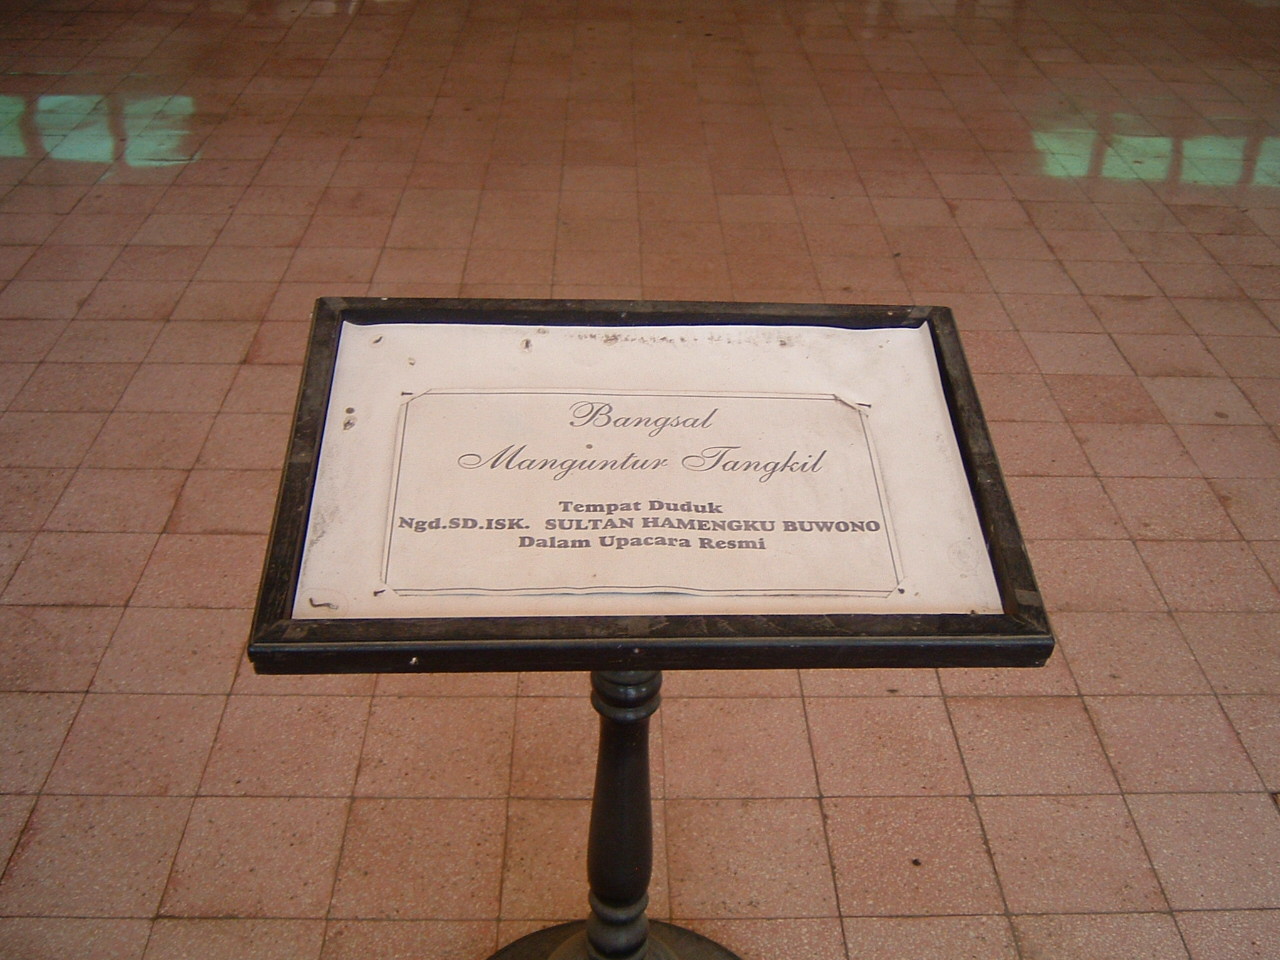 Bangsal
Manguntur Tangkil
Tempat Duduk
Ngd.SD.ISK. SULTAN HAMENGKU BUWONO
Dalam Upacara Resmi